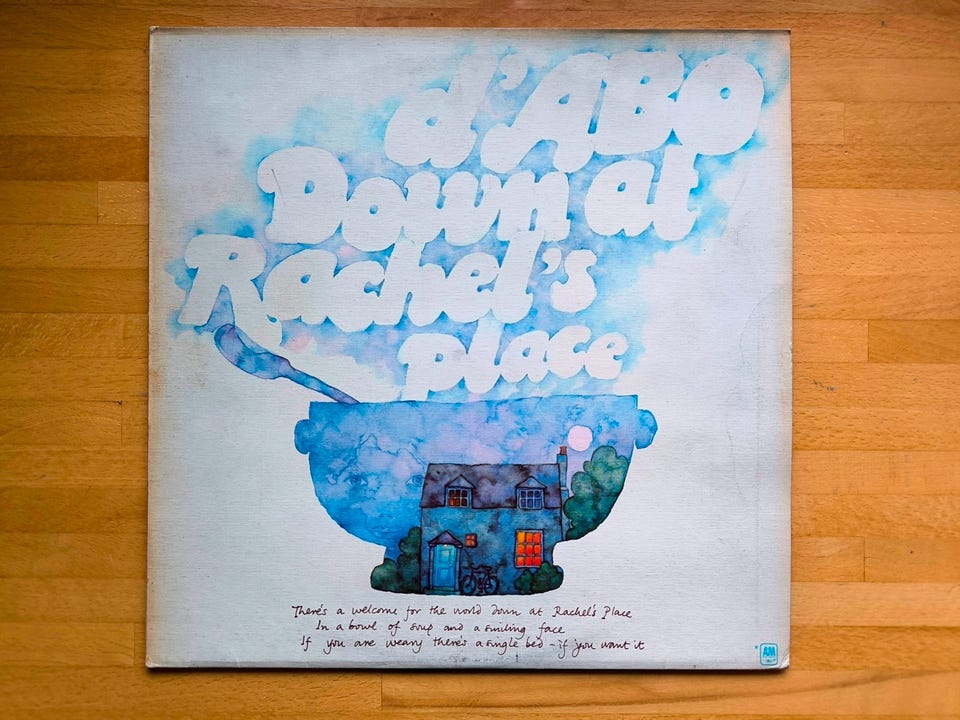 d'ABO
Down at
Rachel's
place
There's a welcome for the world down at Rachel's Place
In a bowl of soup and a smiling face
If you are weary there's a single bed - if you want it
AM